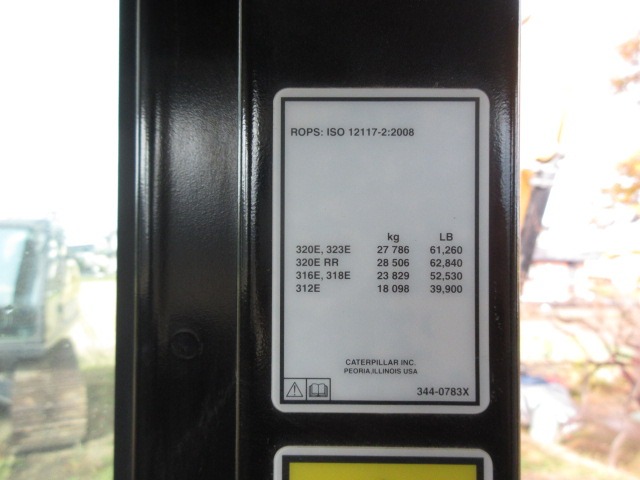 ROPS: ISO 12117-2:2008
kg LB
320E, 323E 27 786 61,260
320E RR 28 506 62,840
316E, 318E 23 829 52,530
312E 18 098 39,900
CATERPILLAR INC.
PEORIA,ILLINOIS USA
344-0783X